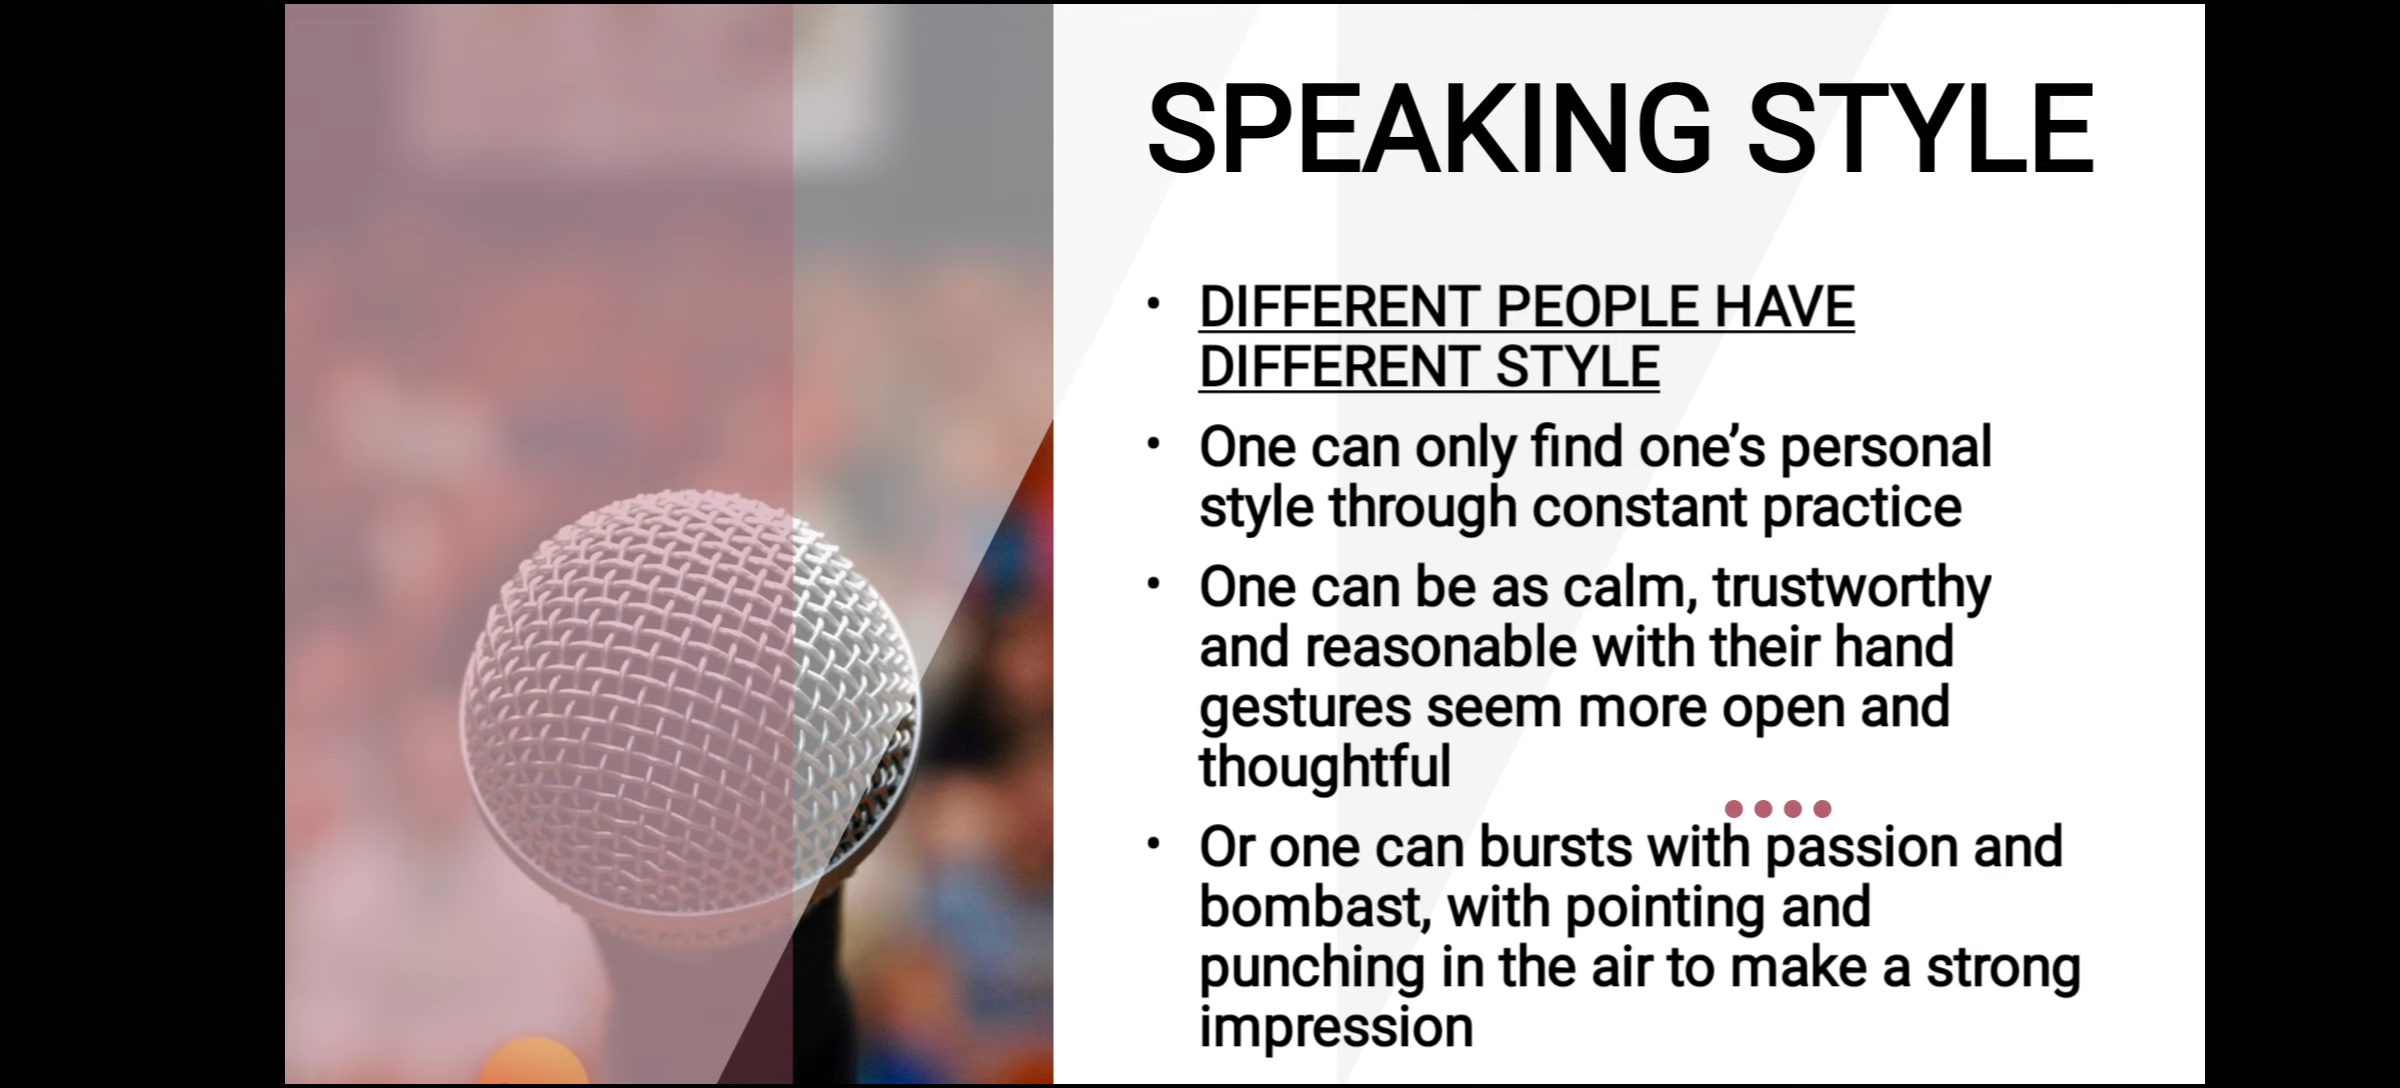 SPEAKING STYLE
• DIFFERENT PEOPLE HAVE
DIFFERENT STYLE
• One can only find one’s personal
style through constant practice
• One can be as calm, trustworthy
and reasonable with their hand
gestures seem more open and
thoughtful
• Or one can bursts with passion and
bombast, with pointing and
punching in the air to make a strong
impression